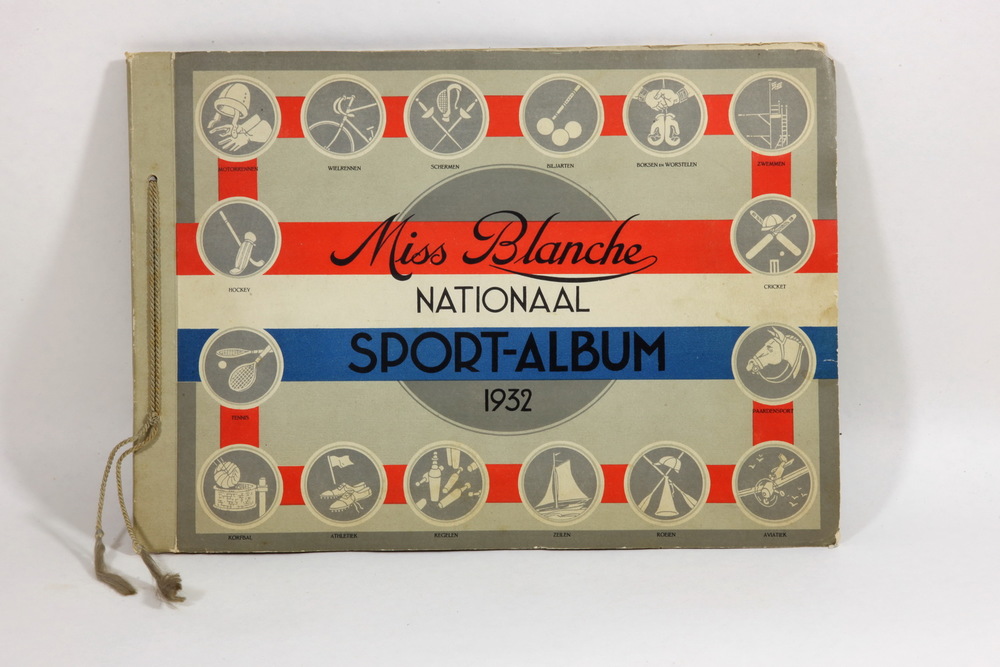 MOTORRENNEN
WIELRENNEN
SCHERMEN
BILJARTEN
BOKSEN EN WORSTELEN
ZWEMMEN
Miss Blanche
NATIONAAL
SPORT-ALBUM
1932
HOCKEY
CRICKET
TENNIS
PAARDENSPORT
KORFBAL
ATHLETIEK
KEGELEN
ZEILEN
ROEIEN
AVIATIEK